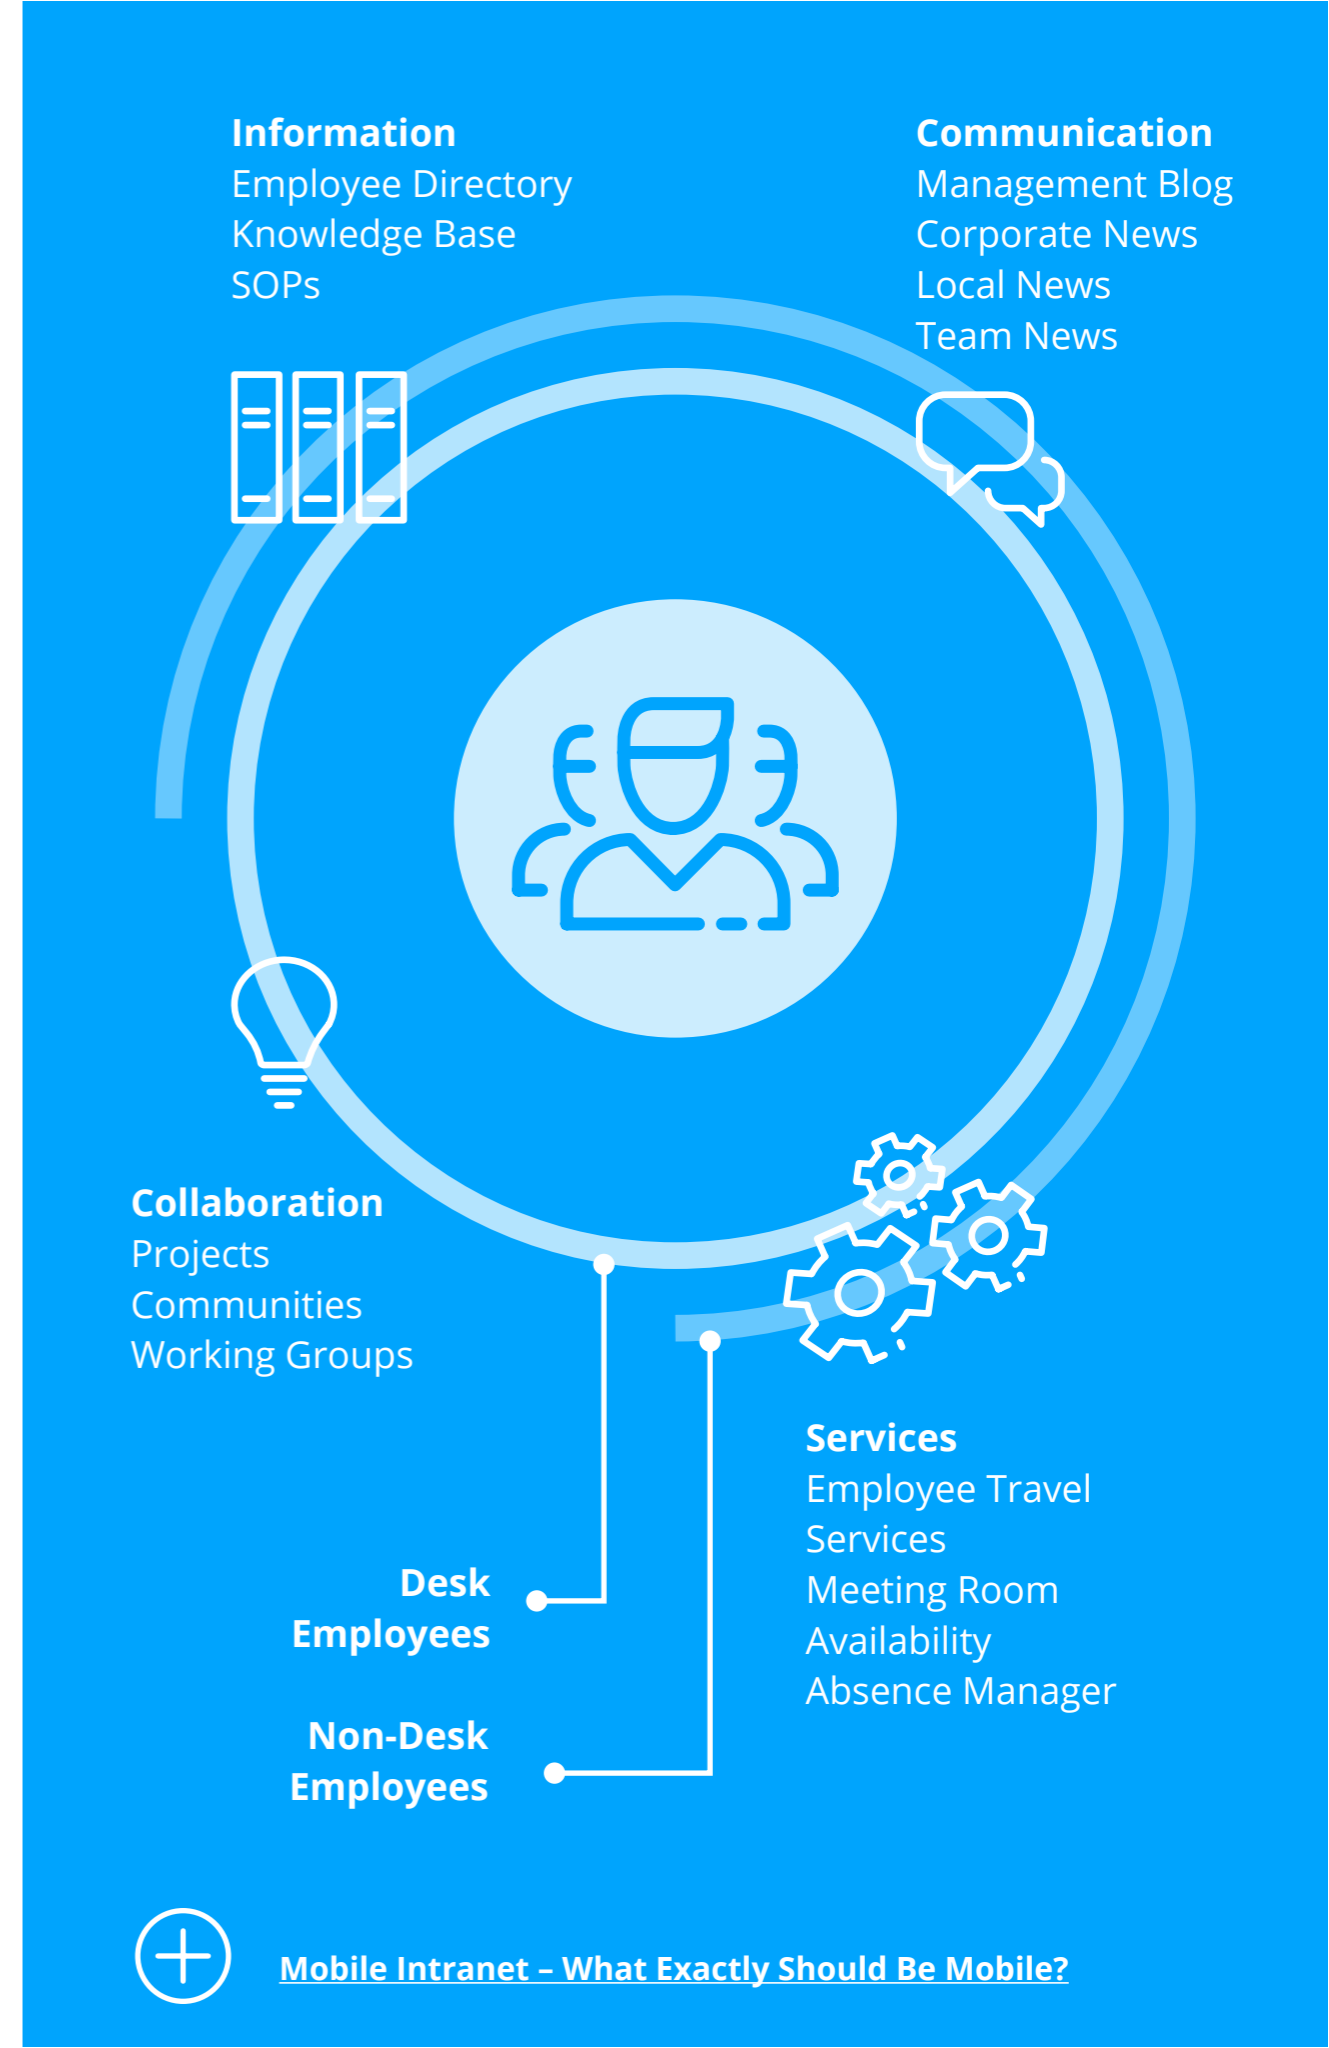 Information
Employee Directory
Knowledge Base
SOPs
Communication
Management Blog
Corporate News
Local News
Team News
Collaboration
Projects
Communities
Working Groups
Services
Employee Travel
Services
Meeting Room
Availability
Absence Manager
Desk
Employees
Non-Desk
Employees
Mobile Intranet – What Exactly Should Be Mobile?